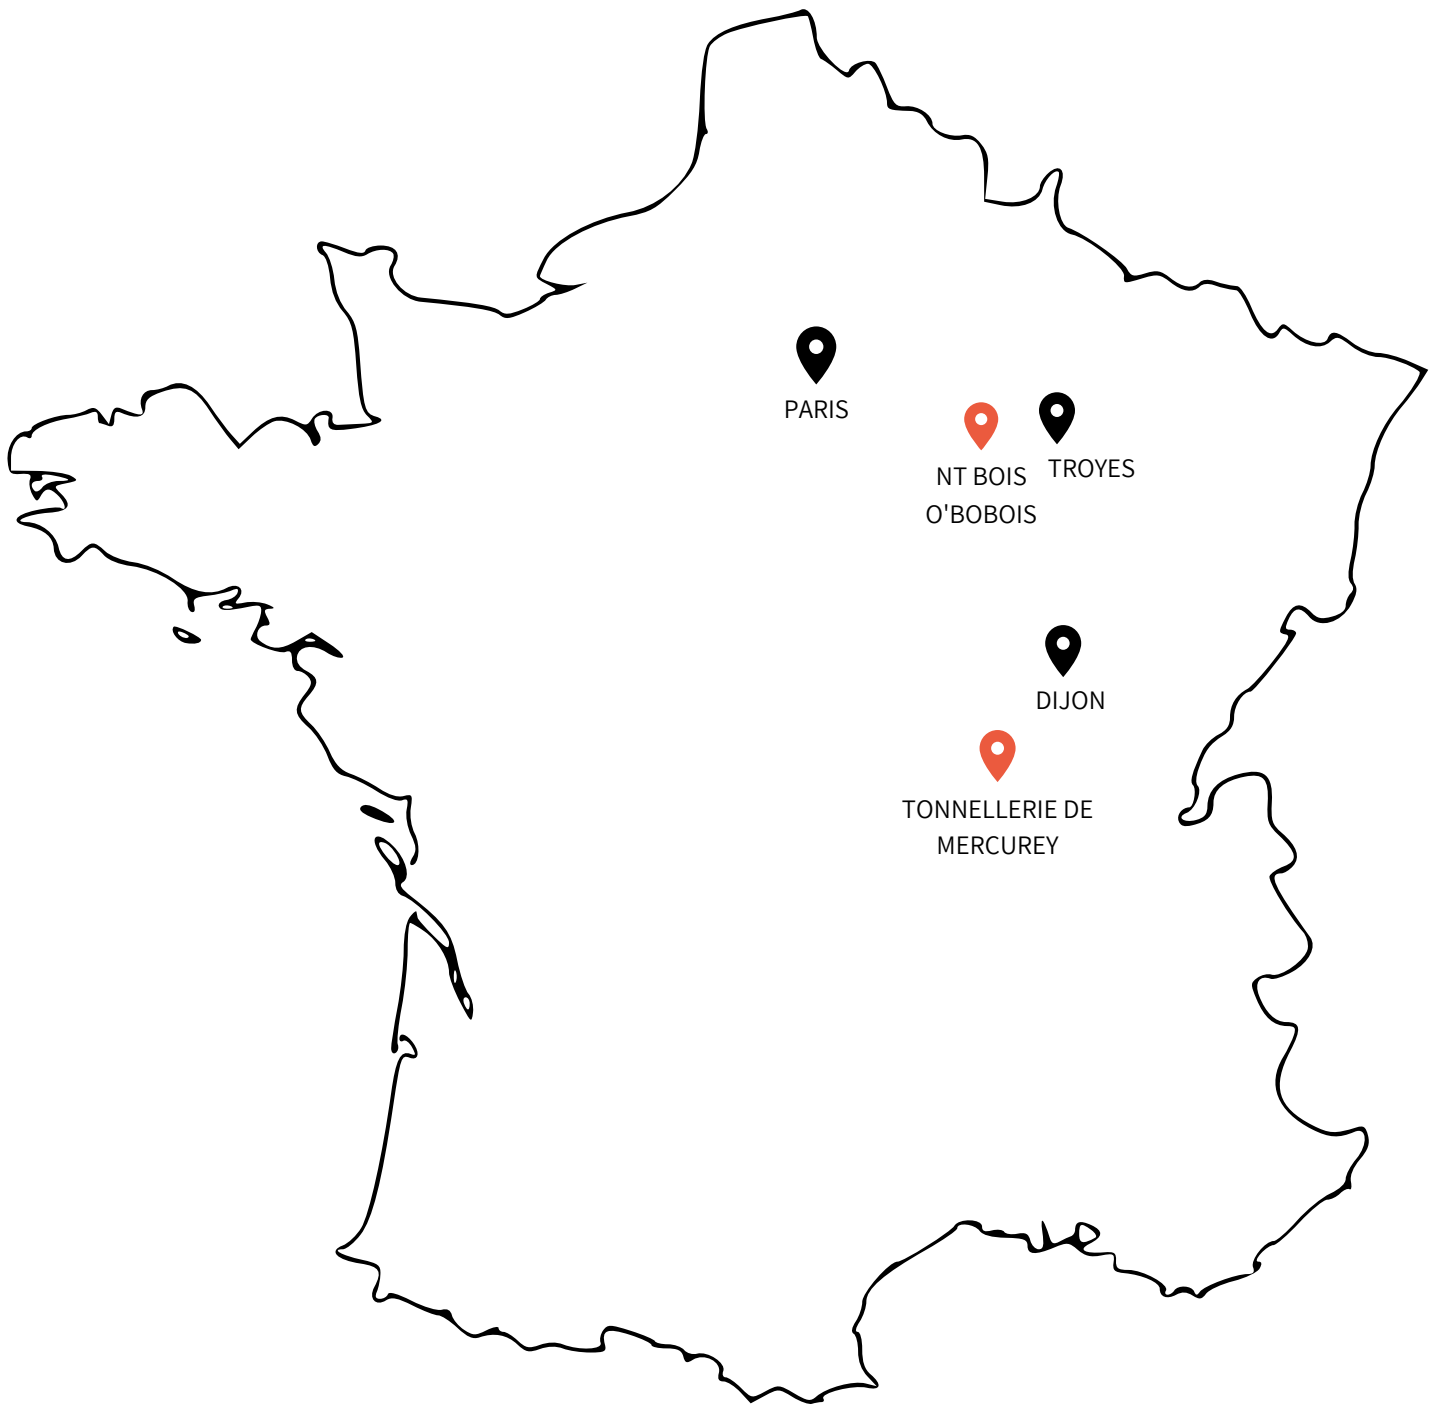 PARIS
NT BOIS
O'BOBOIS
TROYES
DIJON
TONNELLERIE DE
MERCUREY